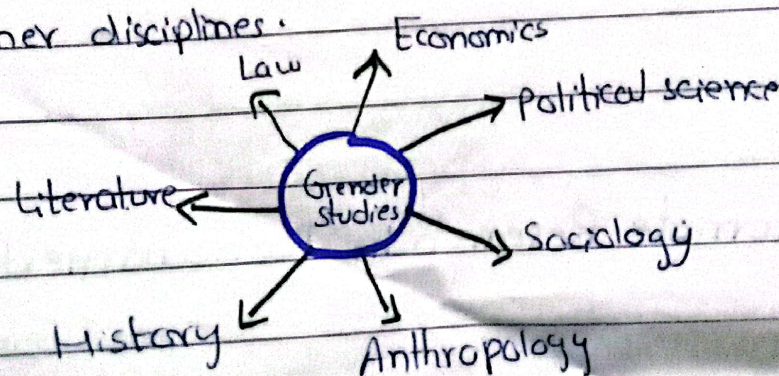 ner disciplines.
Economics
Law
Political science
Gender
studies
Literature
Sociology
History
Anthropology